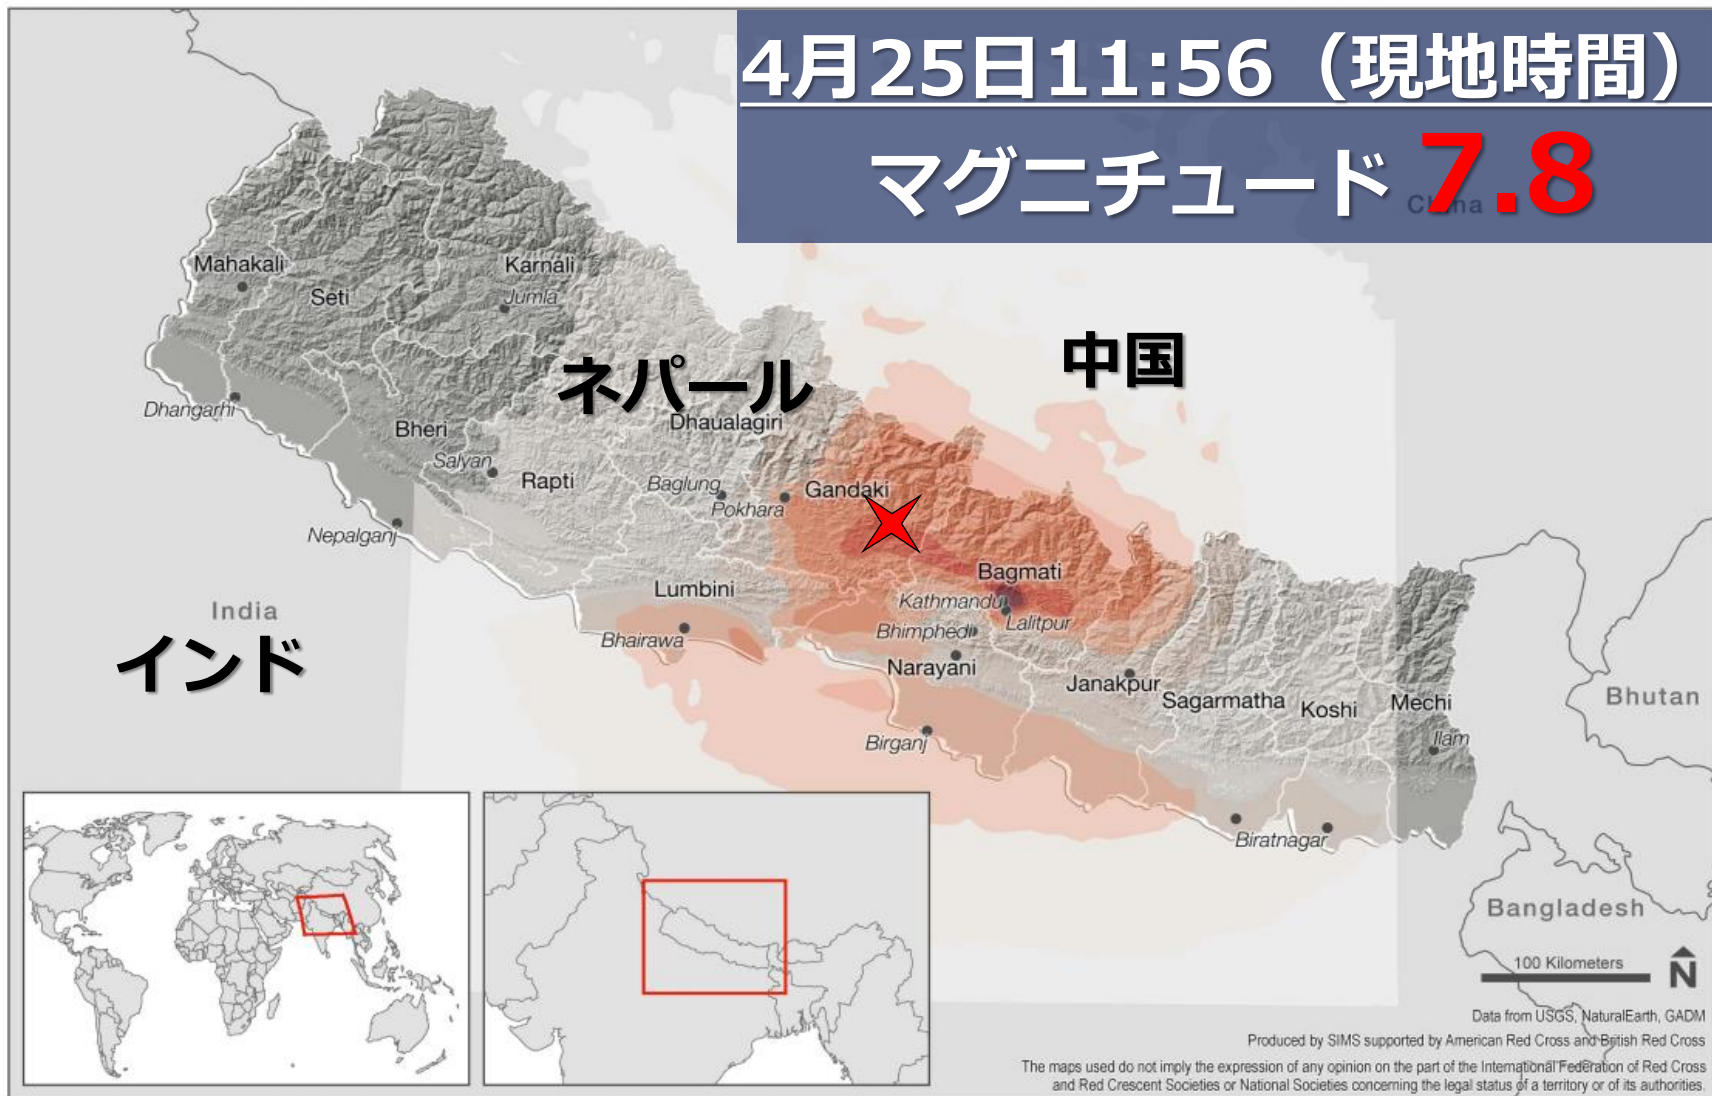 4月25日11:56（現地時間）
マグニチュード 7.8
China
Mahakali
Karnali
Seti
Jumla
中国
ネパール
Dhangarhi
Dhaualagiri
Bheri
Salyan
Rapti
Baglung
Gandaki
Pokhara
Nepalganj
Bagmati
Lumbini
Kathmandu
India
Lalitpur
Bhimphedi
Bhairawa
インド
Narayani
Janakpur
Sagarmatha
Koshi
Mechi
Bhutan
Birganj
Ilam
Biratnagar
Bangladesh
100 Kilometers
N
Data from USGS, NaturalEarth, GADM
Produced by SIMS supported by American Red Cross and British Red Cross
The maps used do not imply the expression of any opinion on the part of the International Federation of Red Cross
and Red Crescent Societies or National Societies concerning the legal status of a territory or of its authorities.